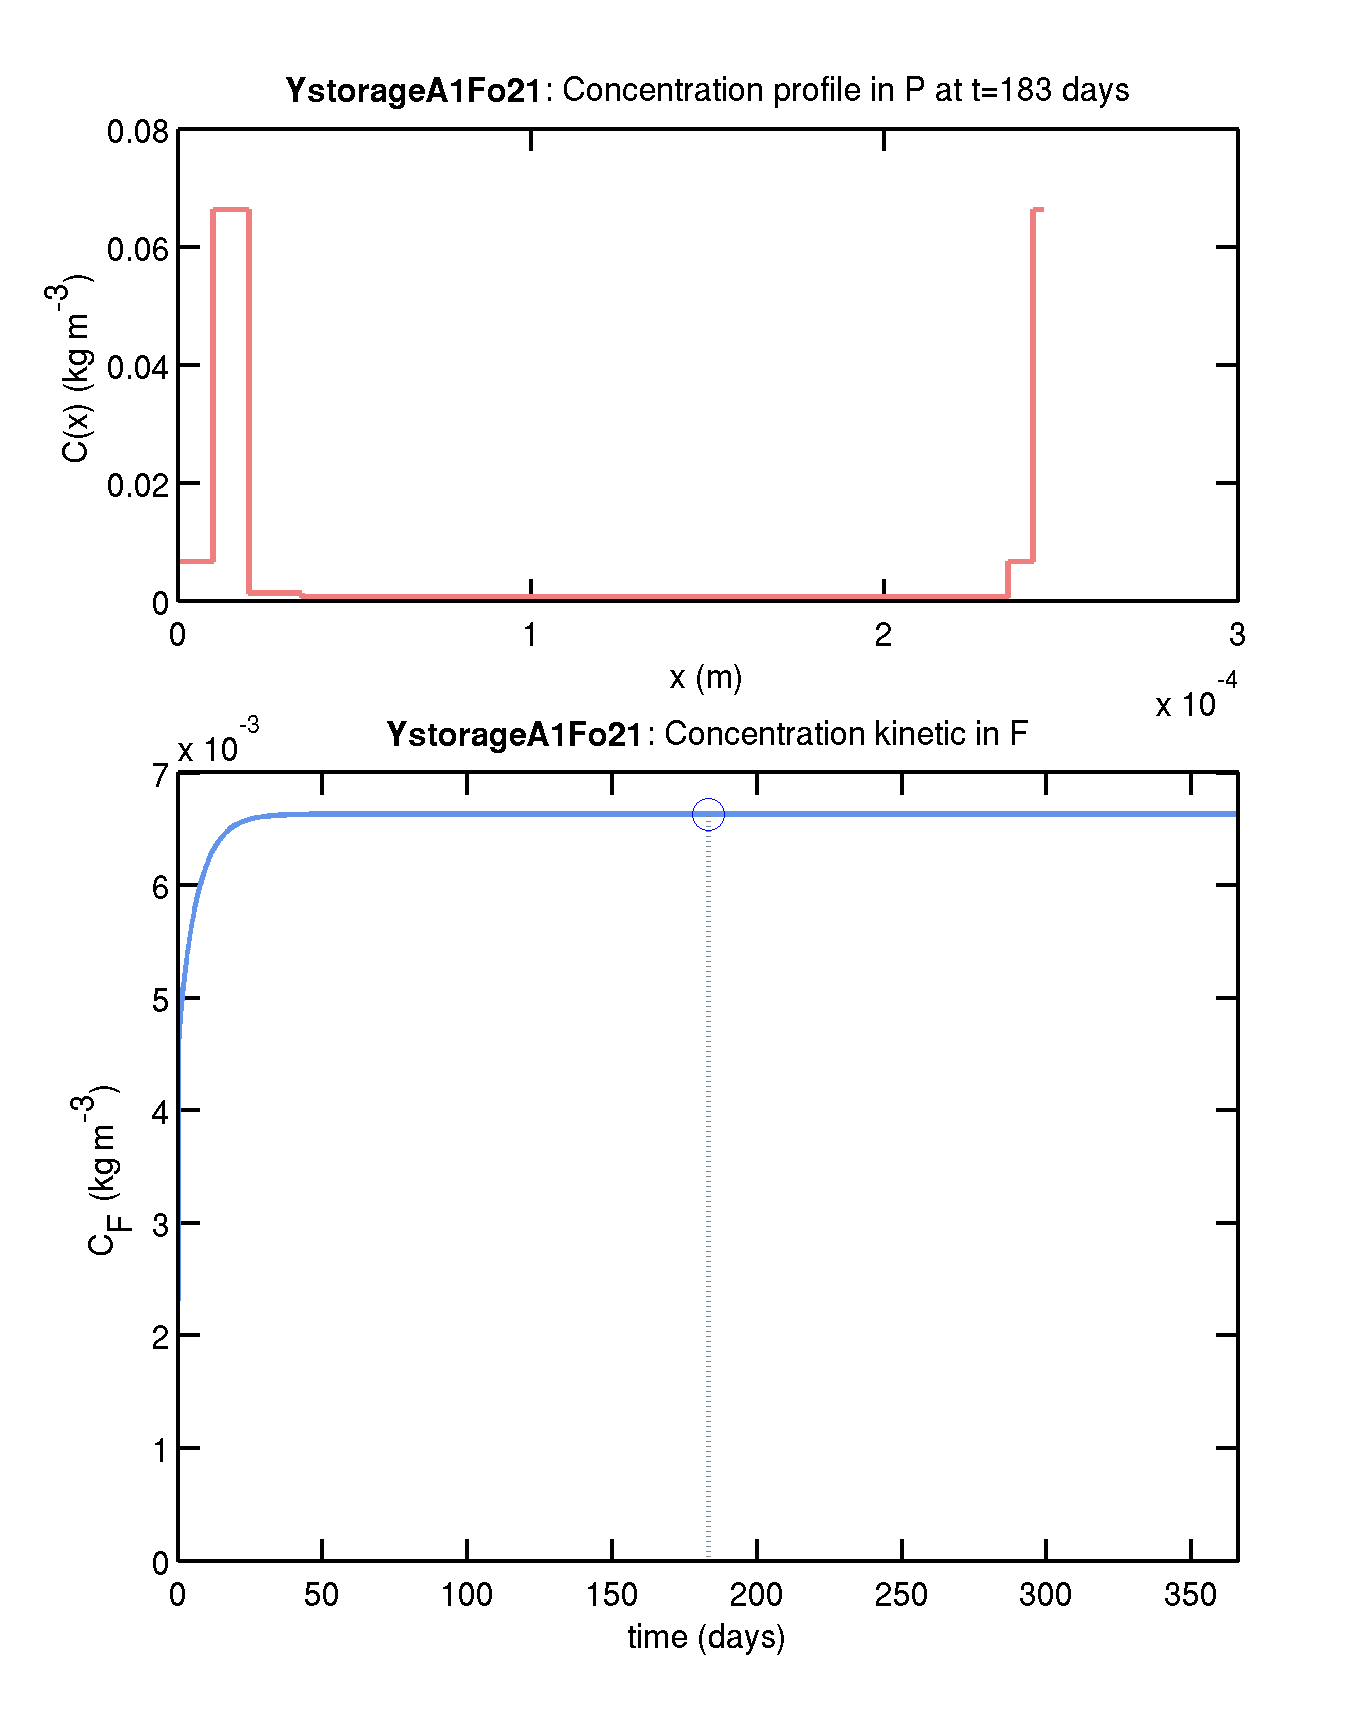 YstorageA1Fo21: Concentration profile in P at t=183 days
0.08
0.06
0.04
0.02
0
C(x) (kg m-3)
0 1 2 3
x (m)
x 10-4
YstorageA1Fo21: Concentration kinetic in F
x 10-3
7
6
5
4
3
2
1
0
CF (kg m-3)
0 50 100 150 200 250 300 350
time (days)